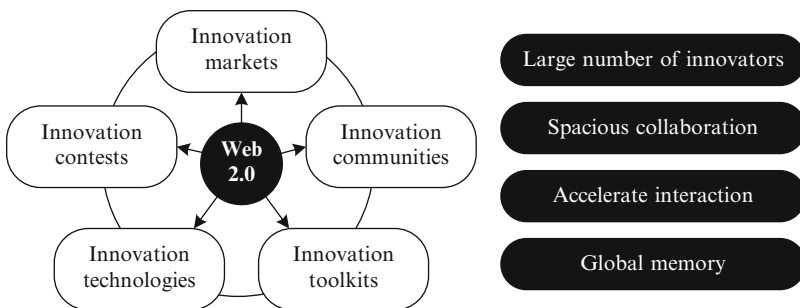 Innovation
markets
Innovation
contests
Web
2.0
Innovation
communities
Innovation
technologies
Innovation
toolkits
Large number of innovators
Spacious collaboration
Accelerate interaction
Global memory